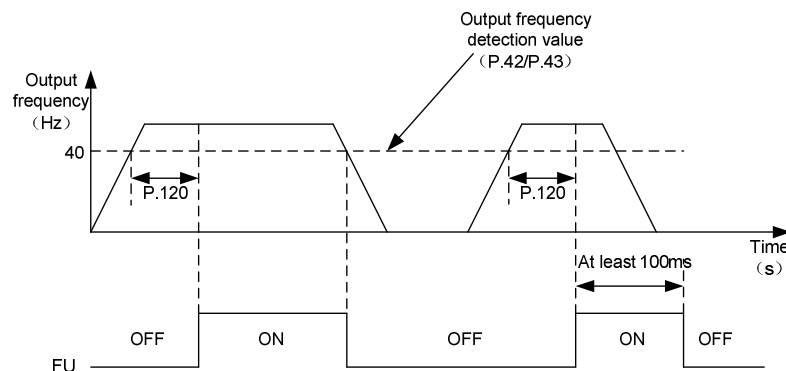 Output frequency
detection value
（P.42/P.43）
Output
frequency
（Hz）
40
P.120
P.120
Time
（s）
At least 100ms
OFF
ON
OFF
ON
OFF
FU